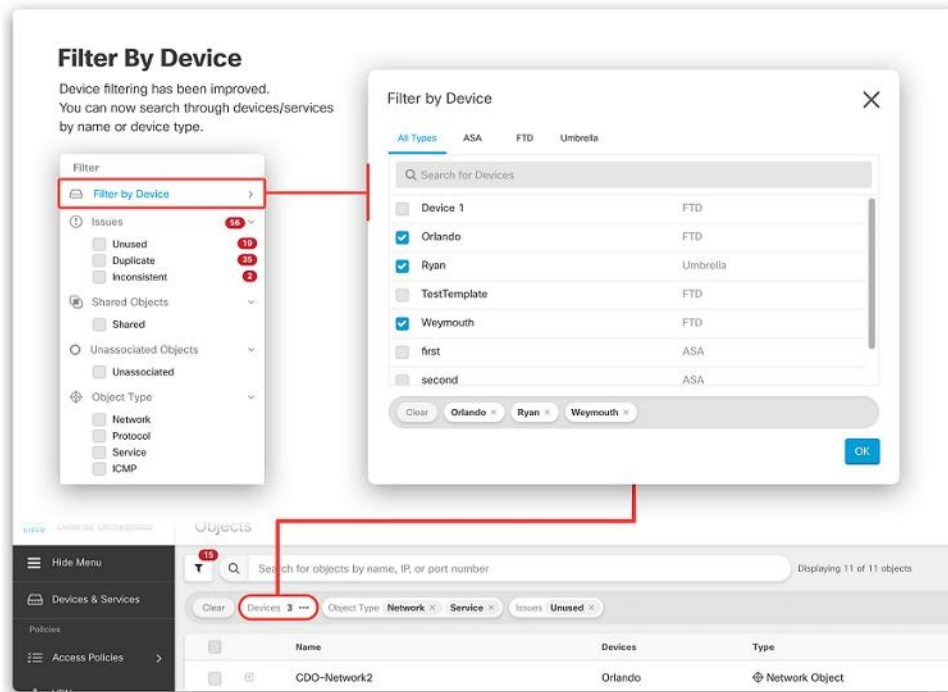 Filter By Device
Device filtering has been improved.
You can now search through devices/services
by name or device type.
Filter
Filter by Device
Issues 56
Unused 19
Duplicate 35
Inconsistent 2
Shared Objects
Shared
Unassociated Objects
Unassociated
Object Type
Network
Protocol
Service
ICMP
Filter by Device
All Types ASA FTD Umbrella
Search for Devices
Device 1 FTD
Orlando FTD
Ryan Umbrella
TestTemplate FTD
Weymouth FTD
first ASA
second ASA
Clear Orlando × Ryan × Weymouth ×
OK
CISCO Defense Orchestrator Objects
Hide Menu
15
Search for objects by name, IP, or port number
Displaying 11 of 11 objects
Devices & Services
Clear Devices 3 ••• Object Type Network × Service × Issues Unused ×
Policies
Name Devices Type
Access Policies
CDO-Network2 Orlando Network Object